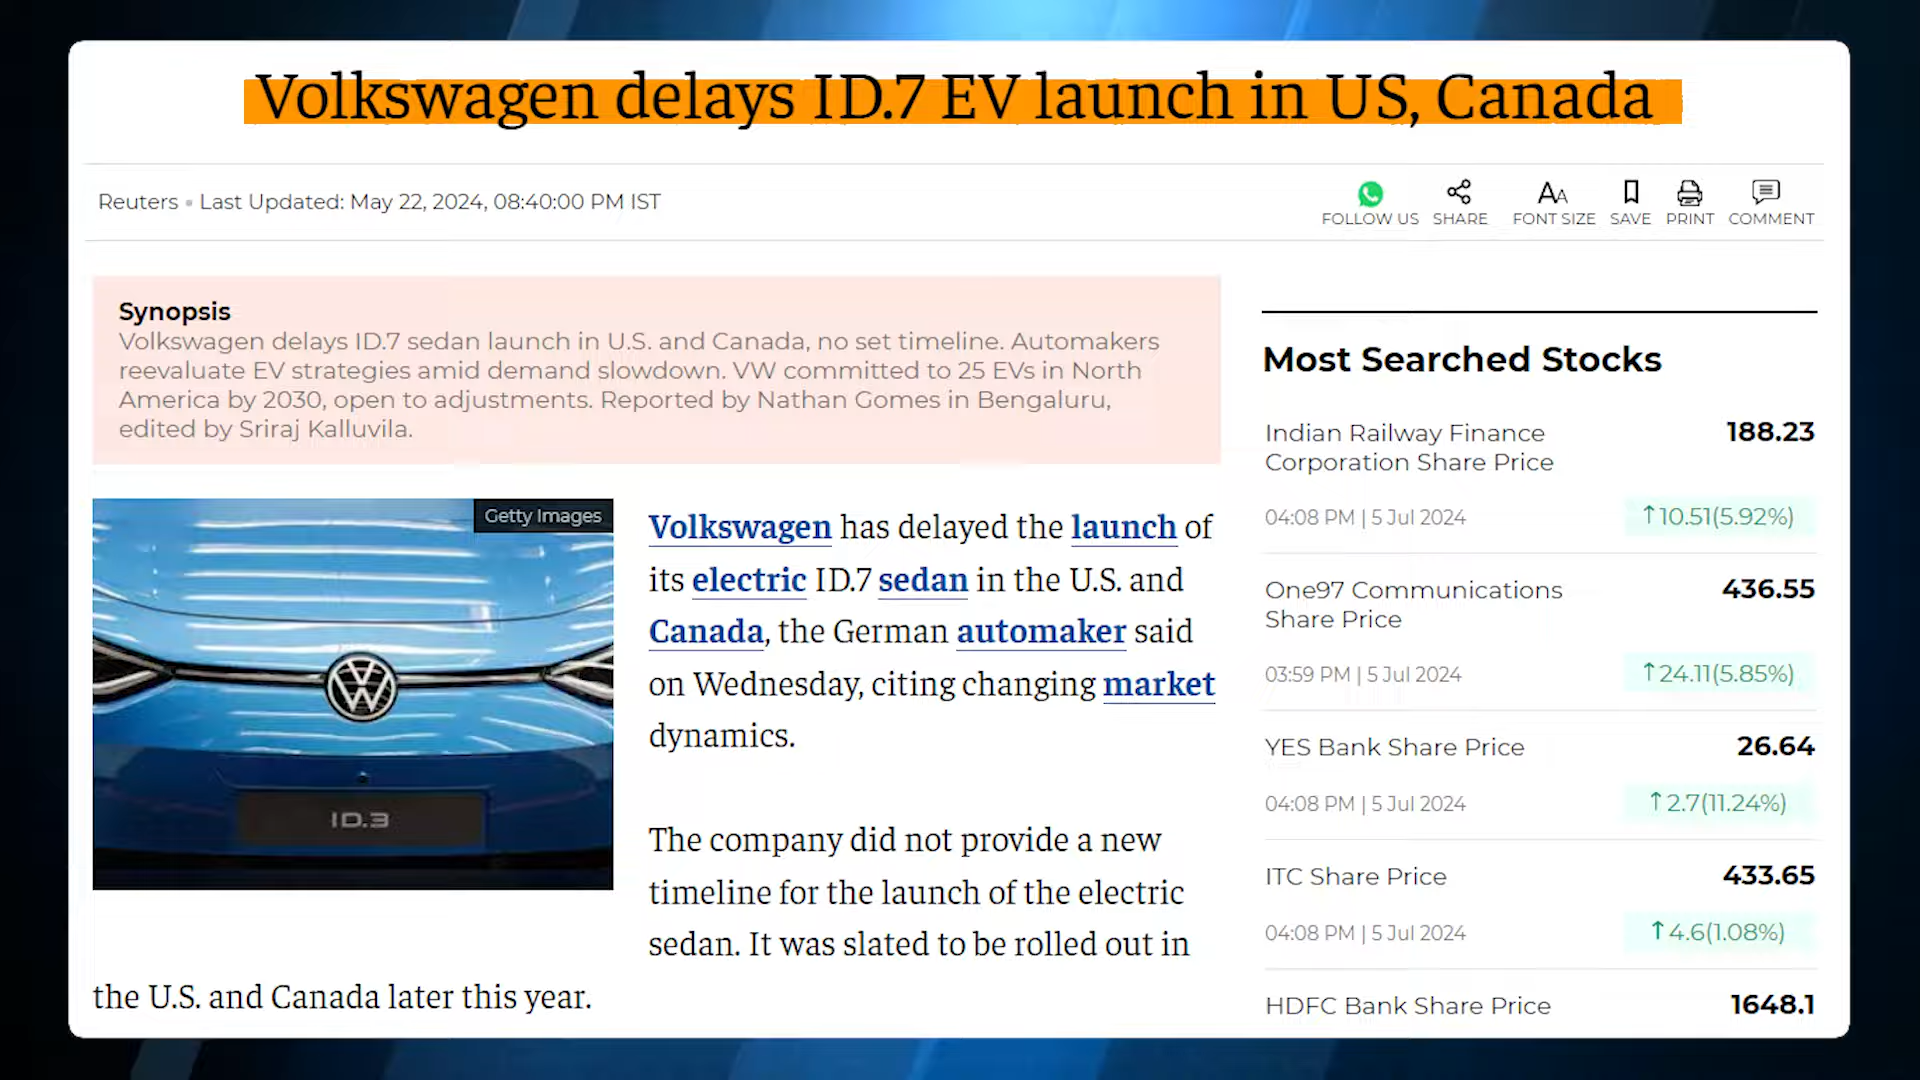 Volkswagen delays ID.7 EV launch in US, Canada
Reuters • Last Updated: May 22, 2024, 08:40:00 PM IST
FOLLOW US
SHARE
FONT SIZE
SAVE
PRINT
COMMENT
Synopsis
Volkswagen delays ID.7 sedan launch in U.S. and Canada, no set timeline. Automakers
reevaluate EV strategies amid demand slowdown. VW committed to 25 EVs in North
America by 2030, open to adjustments. Reported by Nathan Gomes in Bengaluru,
edited by Sriraj Kalluvila.
Getty Images
ID.3
Volkswagen has delayed the launch of
its electric ID.7 sedan in the U.S. and
Canada, the German automaker said
on Wednesday, citing changing market
dynamics.
The company did not provide a new
timeline for the launch of the electric
sedan. It was slated to be rolled out in
the U.S. and Canada later this year.
Most Searched Stocks
Indian Railway Finance
Corporation Share Price
188.23
04:08 PM | 5 Jul 2024
↑10.51(5.92%)
One97 Communications
Share Price
436.55
03:59 PM | 5 Jul 2024
↑24.11(5.85%)
YES Bank Share Price
26.64
04:08 PM | 5 Jul 2024
↑2.7(11.24%)
ITC Share Price
433.65
04:08 PM | 5 Jul 2024
↑4.6(1.08%)
HDFC Bank Share Price
1648.1